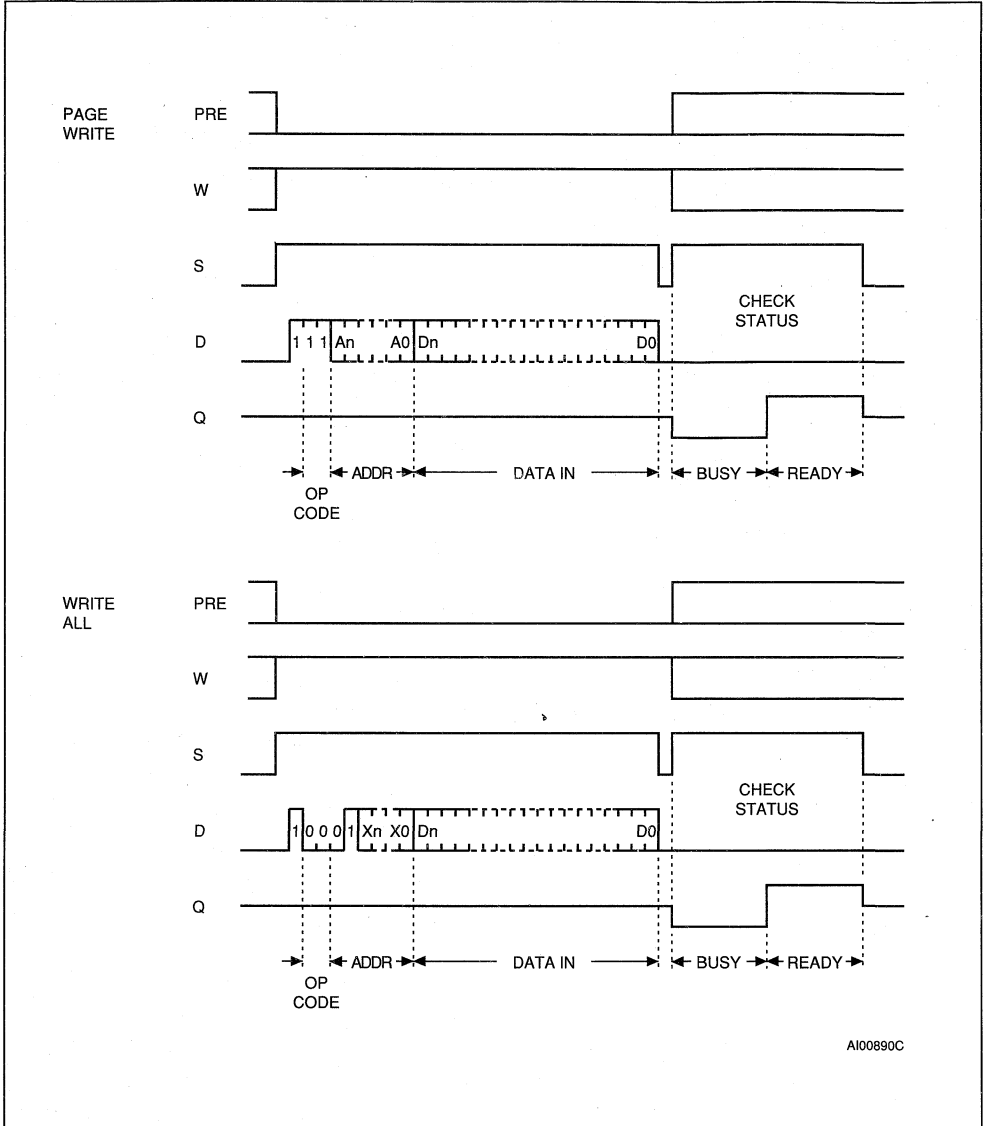 PAGE
WRITE
PRE
W
S
CHECK
STATUS
D
1 1 1 An A0 Dn D0
Q
ADDR DATA IN BUSY READY
OP
CODE
WRITE
ALL
PRE
W
S
CHECK
STATUS
D
1 0 0 0 1 Xn X0 Dn D0
Q
ADDR DATA IN BUSY READY
OP
CODE
AI00890C